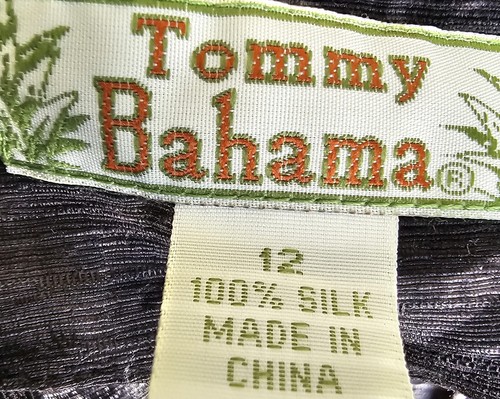 Tommy
Bahama®
12
100% SILK
MADE IN
CHINA